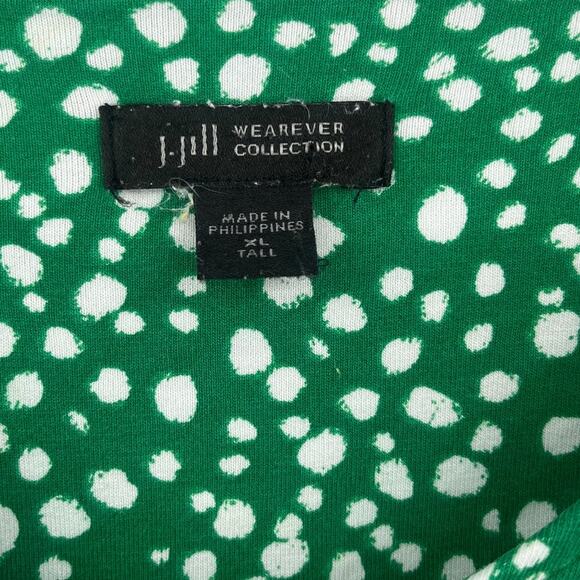 J.Jill WEAREVER
COLLECTION
MADE IN
PHILIPPINES
XL
TALL